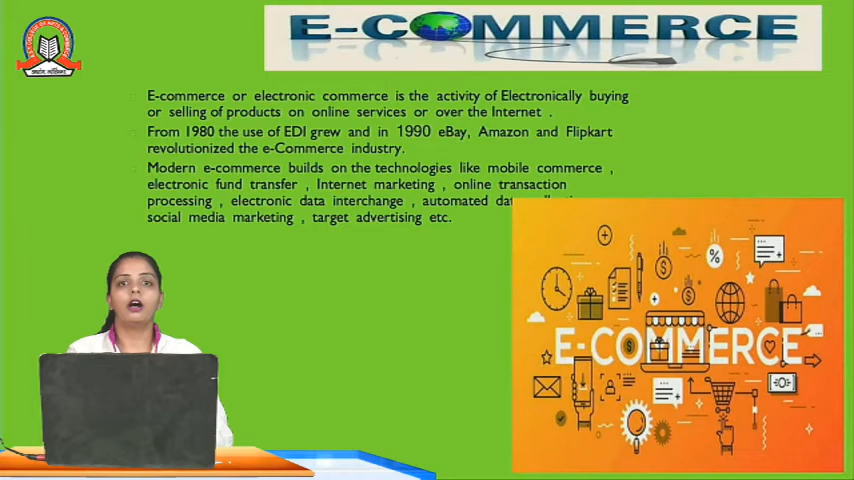 E-COMMERCE
E-commerce or electronic commerce is the activity of Electronically buying
or selling of products on online services or over the Internet .
From 1980 the use of EDI grew and in 1990 eBay, Amazon and Flipkart
revolutionized the e-Commerce industry.
Modern e-commerce builds on the technologies like mobile commerce ,
electronic fund transfer , Internet marketing , online transaction
processing , electronic data interchange , automated
social media marketing , target advertising etc.
E-COMMERCE